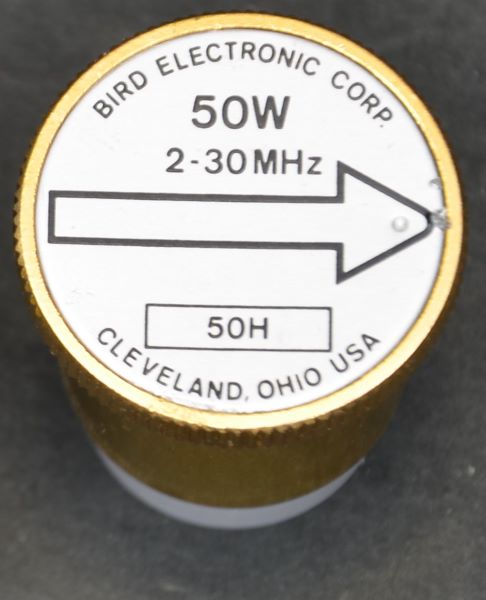 BIRD ELECTRONIC CORP.
50W
2-30MHz
50H
CLEVELAND, OHIO USA